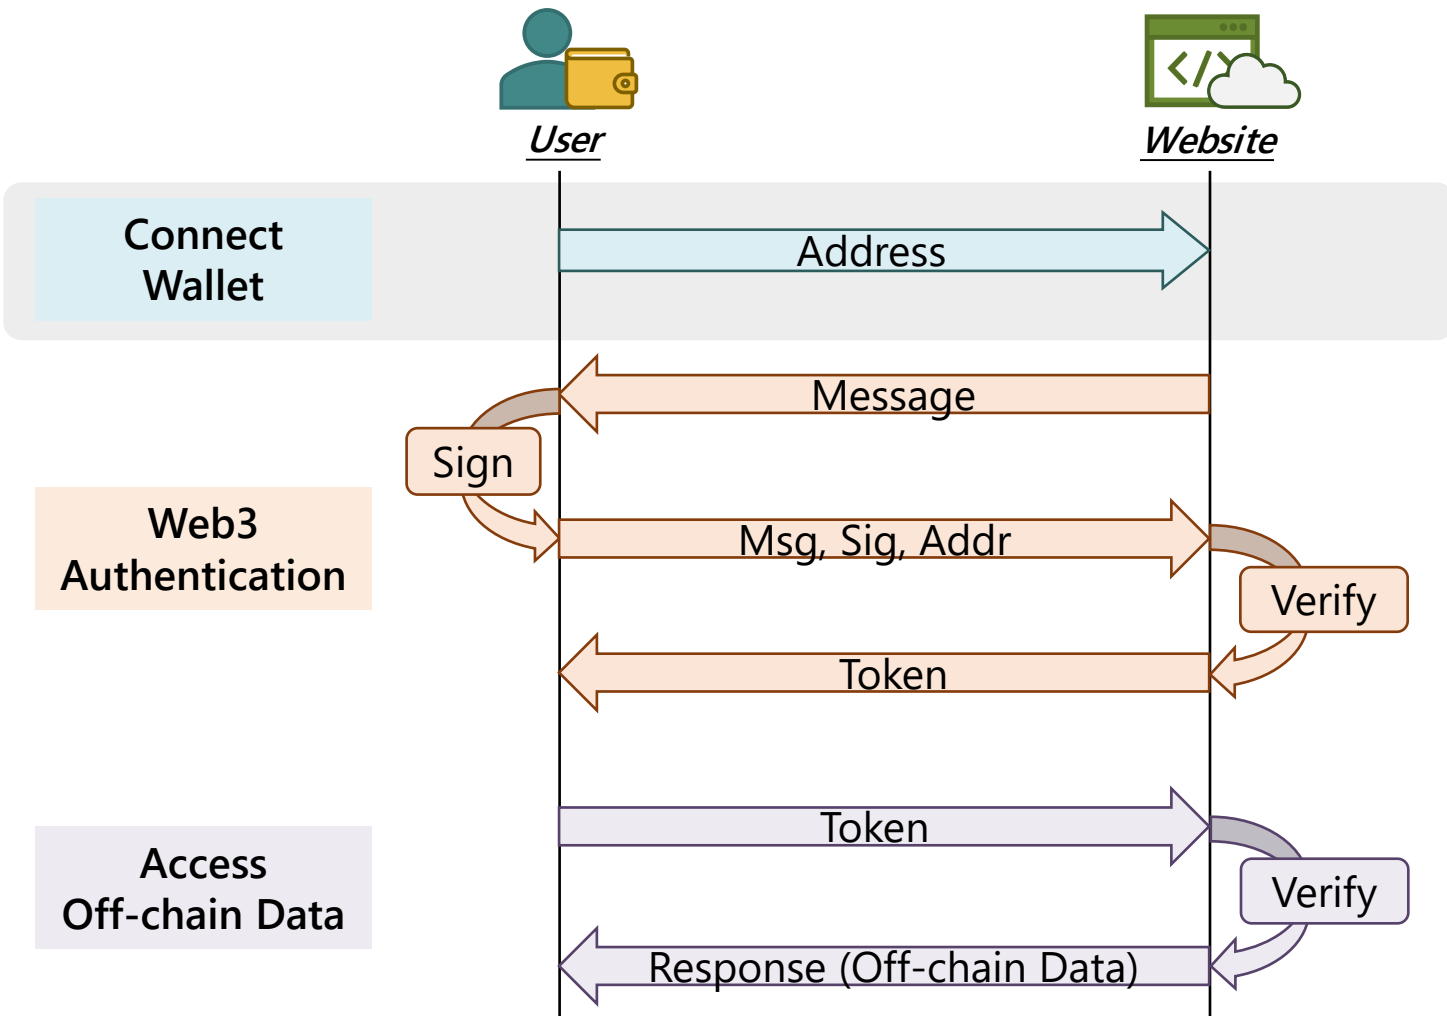 User
Website
</>
Connect
Wallet
Address
Message
Sign
Web3
Authentication
Msg, Sig, Addr
Verify
Token
Access
Off-chain Data
Token
Verify
Response (Off-chain Data)